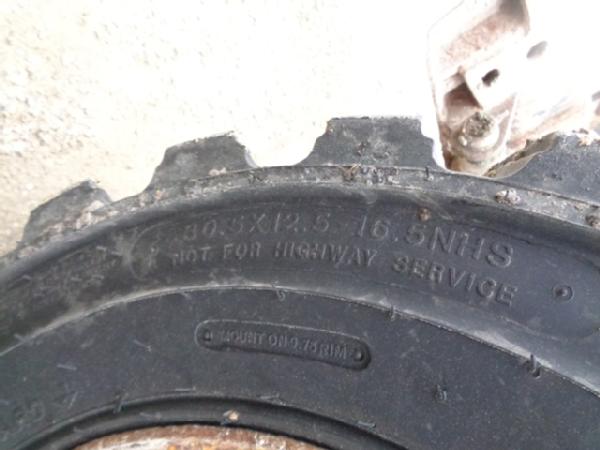 30.5X12.5 16.5NHS
NOT FOR HIGHWAY SERVICE
MOUNT ON 9.75 RIM